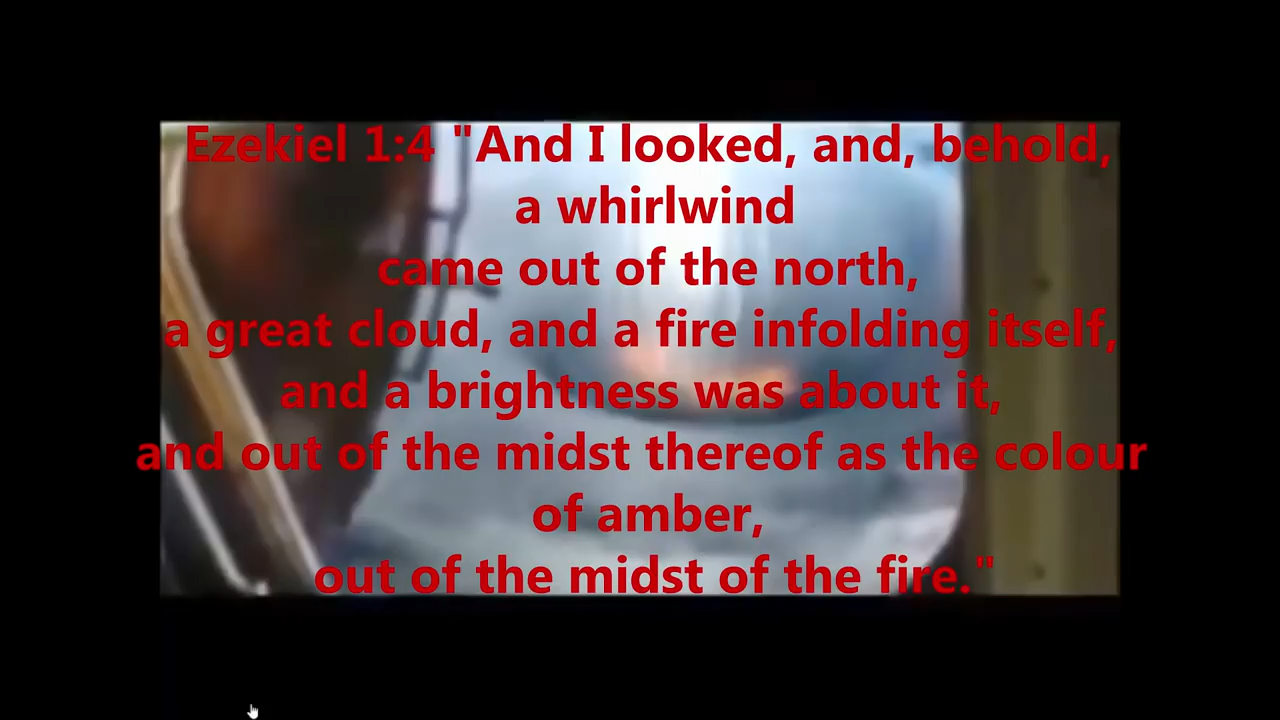 Ezekiel 1:4 "And I looked, and, behold,
a whirlwind
came out of the north,
a great cloud, and a fire infolding itself,
and a brightness was about it,
and out of the midst thereof as the colour
of amber,
out of the midst of the fire."